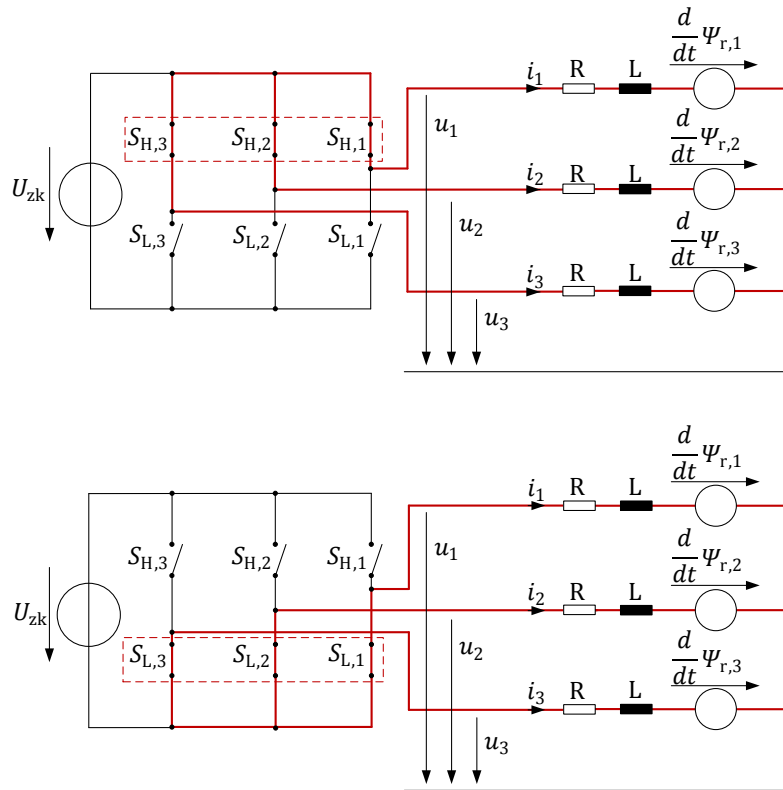 d/dt Ψr,1
i1 R L
u1
SH,3 SH,2 SH,1
d/dt Ψr,2
Uzk
i2 R L
SL,3 SL,2 SL,1
u2
d/dt Ψr,3
i3 R L
u3
d/dt Ψr,1
i1 R L
u1
SH,3 SH,2 SH,1
d/dt Ψr,2
Uzk
i2 R L
u2
SL,3 SL,2 SL,1
d/dt Ψr,3
i3 R L
u3